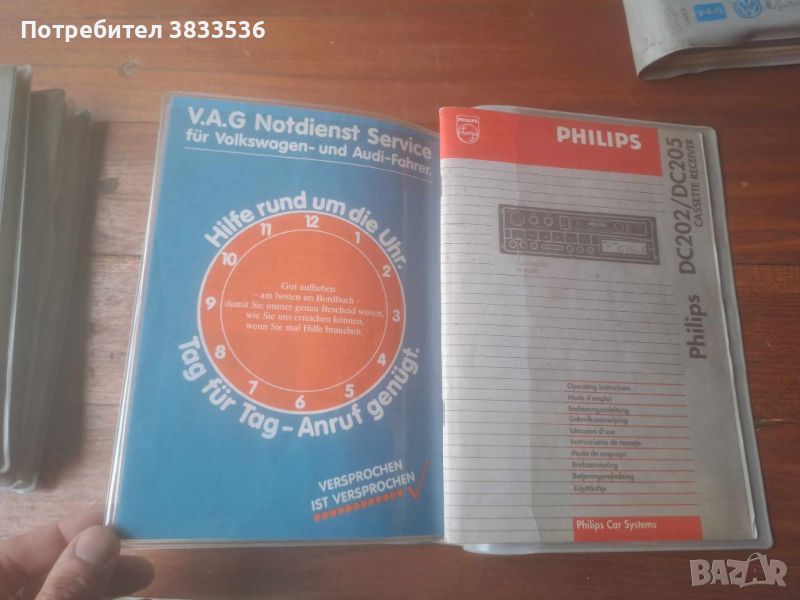 Потребител 3833536
V.A.G
V.A.G Notdienst Service
für Volkswagen- und Audi-Fahrer.
Hilfe rund um die Uhr.
12
1
2
3
4
5
6
7
8
9
10
11
Gut aufheben
- am besten im Bordbuch -
damit Sie immer genau Bescheid wissen,
wie Sie uns erreichen können,
wenn Sie mal Hilfe brauchen.
Tag für Tag - Anruf genügt.
VERSPROCHEN
IST VERSPROCHEN
PHILIPS
PHILIPS
Philips DC202/DC205
CASSETTE RECEIVER
Operating instructions
Mode d'emploi
Bedienungsanleitung
Gebruiksaanwijzing
Istruzioni d'uso
Instrucciones de manejo
Modo de emprego
Bruksanvisning
Betjeningsvejledning
Käyttöohje
Philips Car Systems
BAZAR